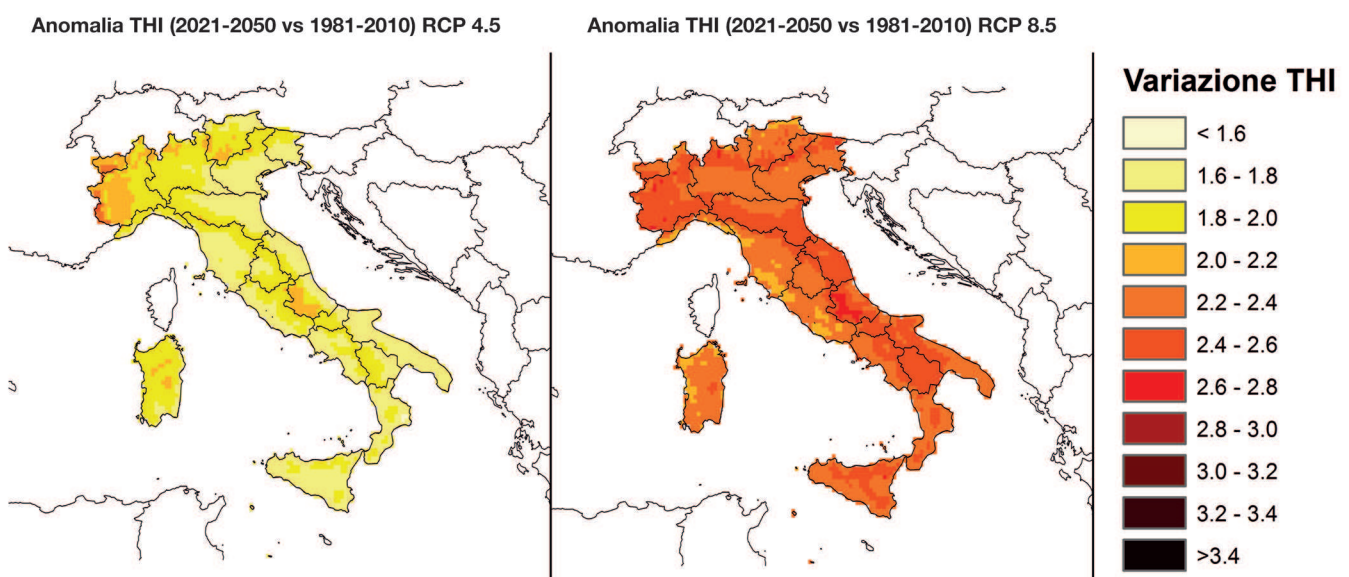 Anomalia THI (2021-2050 vs 1981-2010) RCP 4.5
Anomalia THI (2021-2050 vs 1981-2010) RCP 8.5
Variazione THI
< 1.6
1.6 - 1.8
1.8 - 2.0
2.0 - 2.2
2.2 - 2.4
2.4 - 2.6
2.6 - 2.8
2.8 - 3.0
3.0 - 3.2
3.2 - 3.4
>3.4